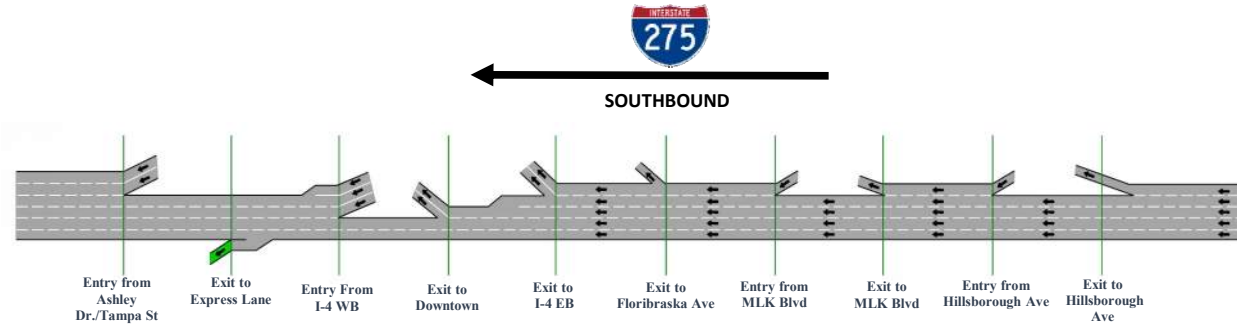 INTERSTATE
275
SOUTHBOUND
Entry from
Ashley
Dr./Tampa St
Exit to
Express Lane
Entry From
I-4 WB
Exit to
Downtown
Exit to
I-4 EB
Exit to
Floribraska Ave
Entry from
MLK Blvd
Exit to
MLK Blvd
Entry from
Hillsborough Ave
Exit to
Hillsborough
Ave